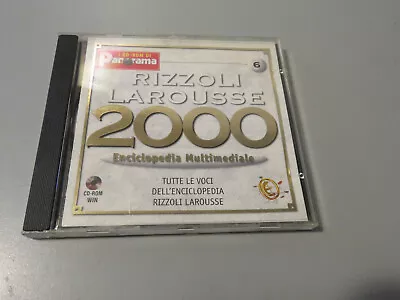 I CD-ROM DI
Panorama
6
RIZZOLI
LAROUSSE
2000
Enciclopedia Multimediale
TUTTE LE VOCI
DELL'ENCICLOPEDIA
RIZZOLI LAROUSSE
CD-ROM
WIN